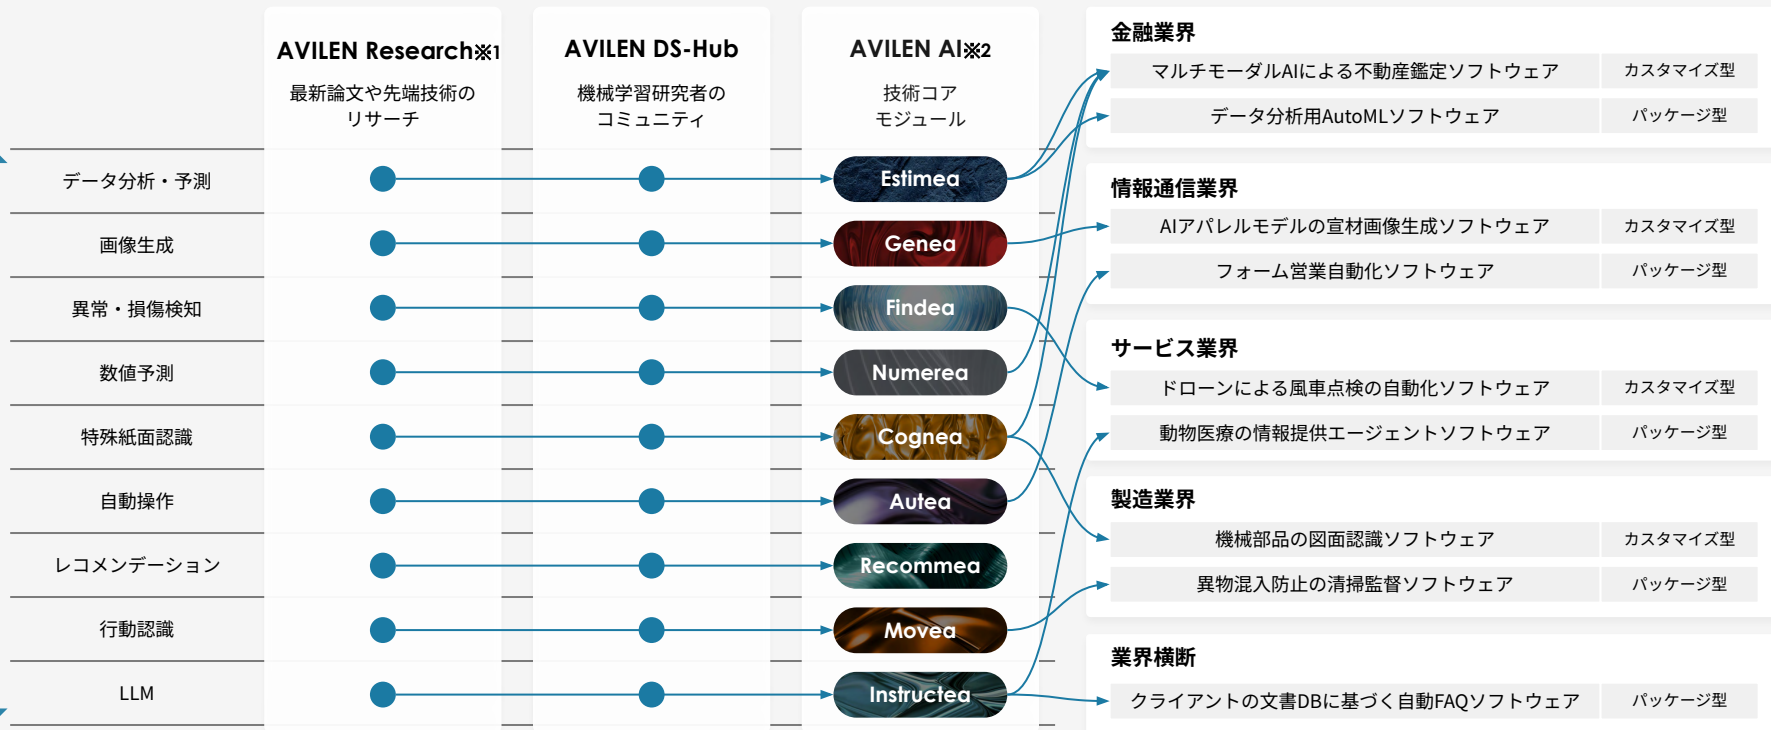 AVILEN Research※1
最新論文や先端技術の
リサーチ
AVILEN DS-Hub
機械学習研究者の
コミュニティ
AVILEN AI※2
技術コア
モジュール
データ分析・予測
Estimea
画像生成
Genea
異常・損傷検知
Findea
数値予測
Numerea
特殊紙面認識
Cognea
自動操作
Autea
レコメンデーション
Recommea
行動認識
Movea
LLM
Instructea
金融業界
マルチモーダルAIによる不動産鑑定ソフトウェア
カスタマイズ型
データ分析用AutoMLソフトウェア
パッケージ型
情報通信業界
AIアパレルモデルの宣材画像生成ソフトウェア
カスタマイズ型
フォーム営業自動化ソフトウェア
パッケージ型
サービス業界
ドローンによる風車点検の自動化ソフトウェア
カスタマイズ型
動物医療の情報提供エージェントソフトウェア
パッケージ型
製造業界
機械部品の図面認識ソフトウェア
カスタマイズ型
異物混入防止の清掃監督ソフトウェア
パッケージ型
業界横断
クライアントの文書DBに基づく自動FAQソフトウェア
パッケージ型